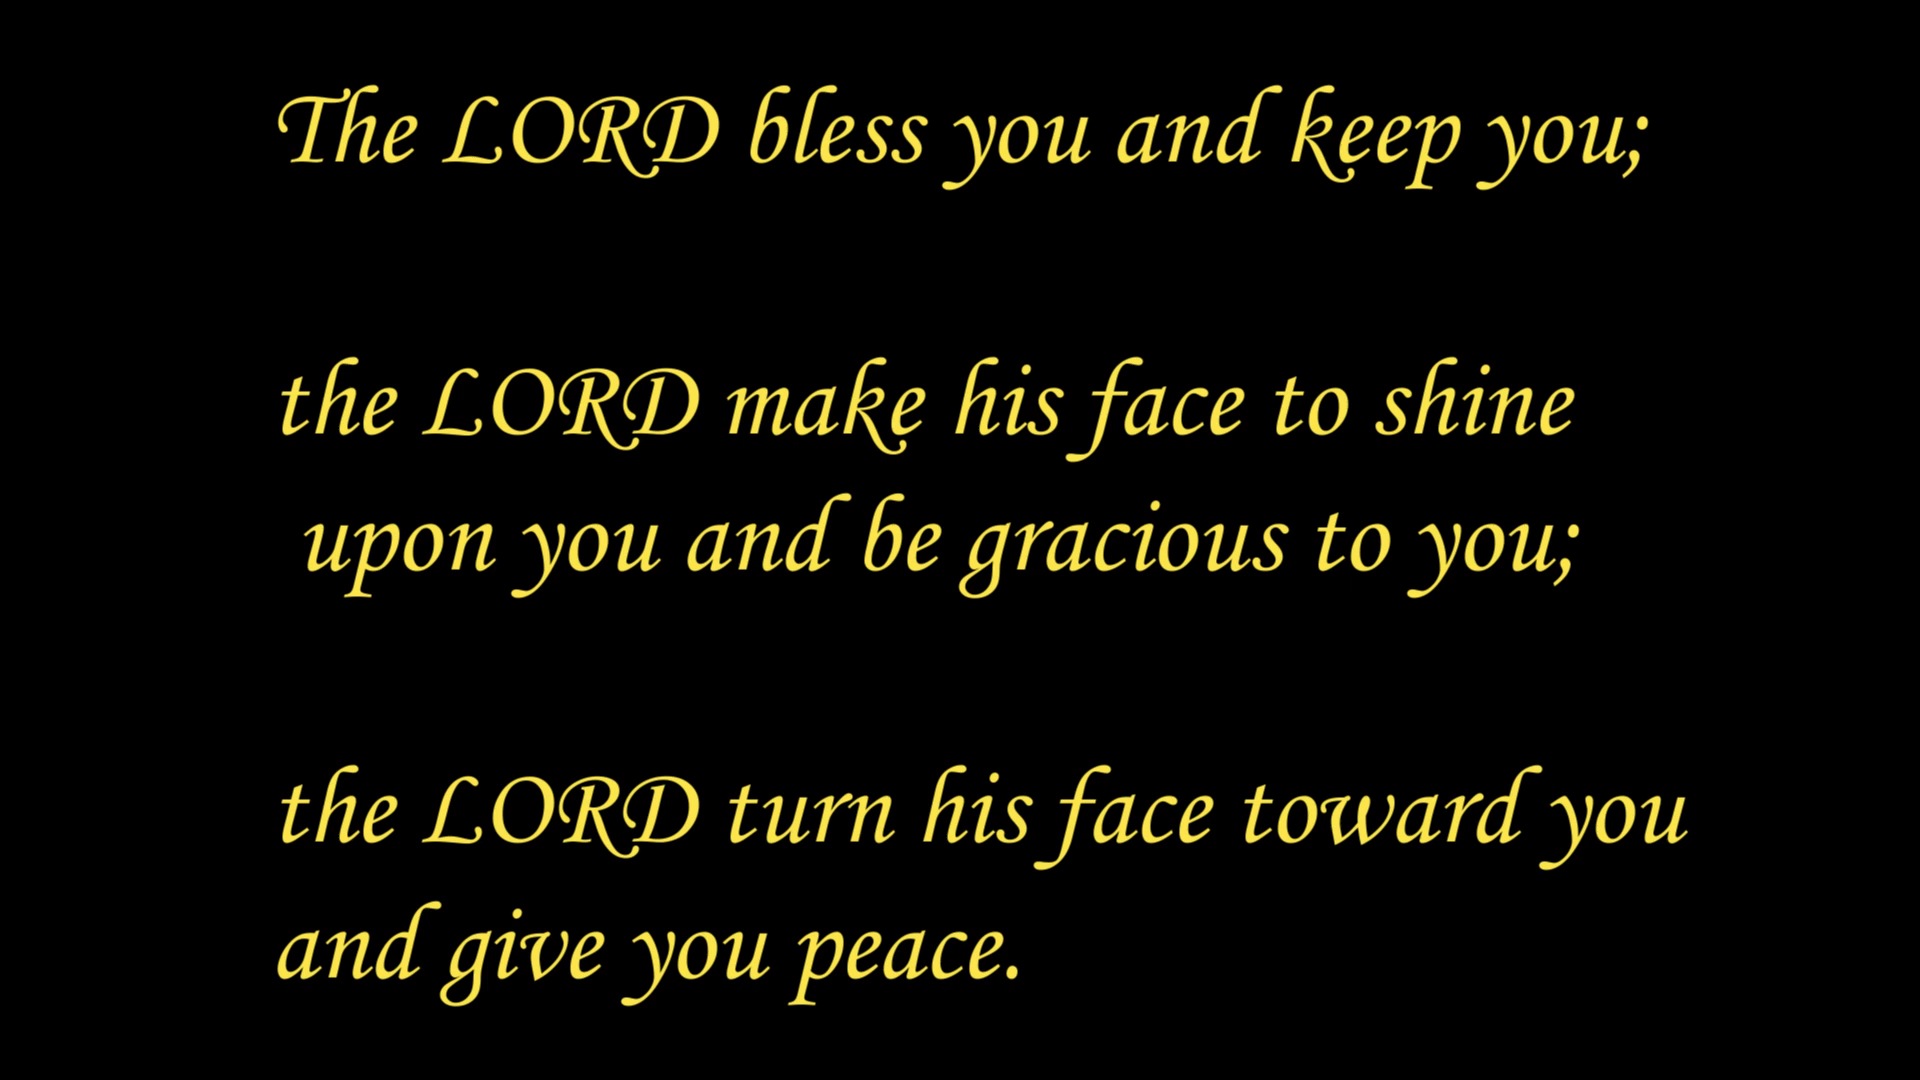 The LORD bless you and keep you;
the LORD make his face to shine
upon you and be gracious to you;
the LORD turn his face toward you
and give you peace.